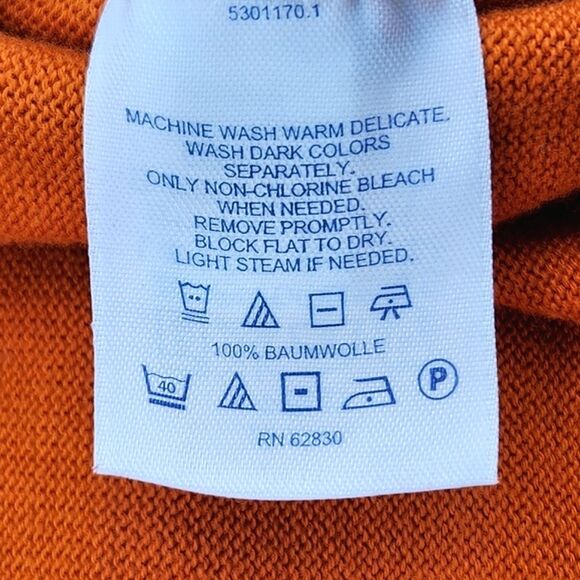 5301170.1
MACHINE WASH WARM DELICATE.
WASH DARK COLORS
SEPARATELY.
ONLY NON-CHLORINE BLEACH
WHEN NEEDED.
REMOVE PROMPTLY.
BLOCK FLAT TO DRY.
LIGHT STEAM IF NEEDED.
100% BAUMWOLLE
40 P
RN 62830